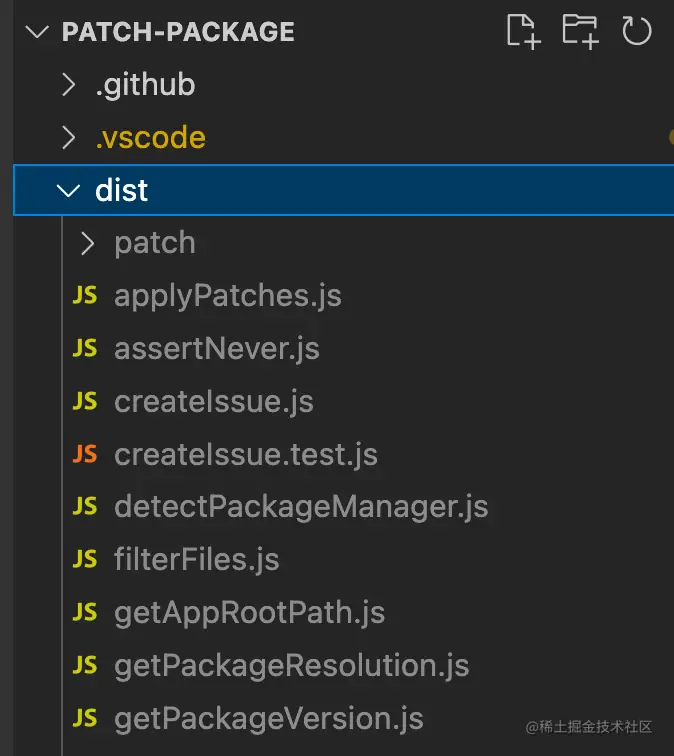 PATCH-PACKAGE
.github
.vscode
dist
patch
JS applyPatches.js
JS assertNever.js
JS createIssue.js
JS createIssue.test.js
JS detectPackageManager.js
JS filterFiles.js
JS getAppRootPath.js
JS getPackageResolution.js
JS getPackageVersion.js
@稀土掘金技术社区